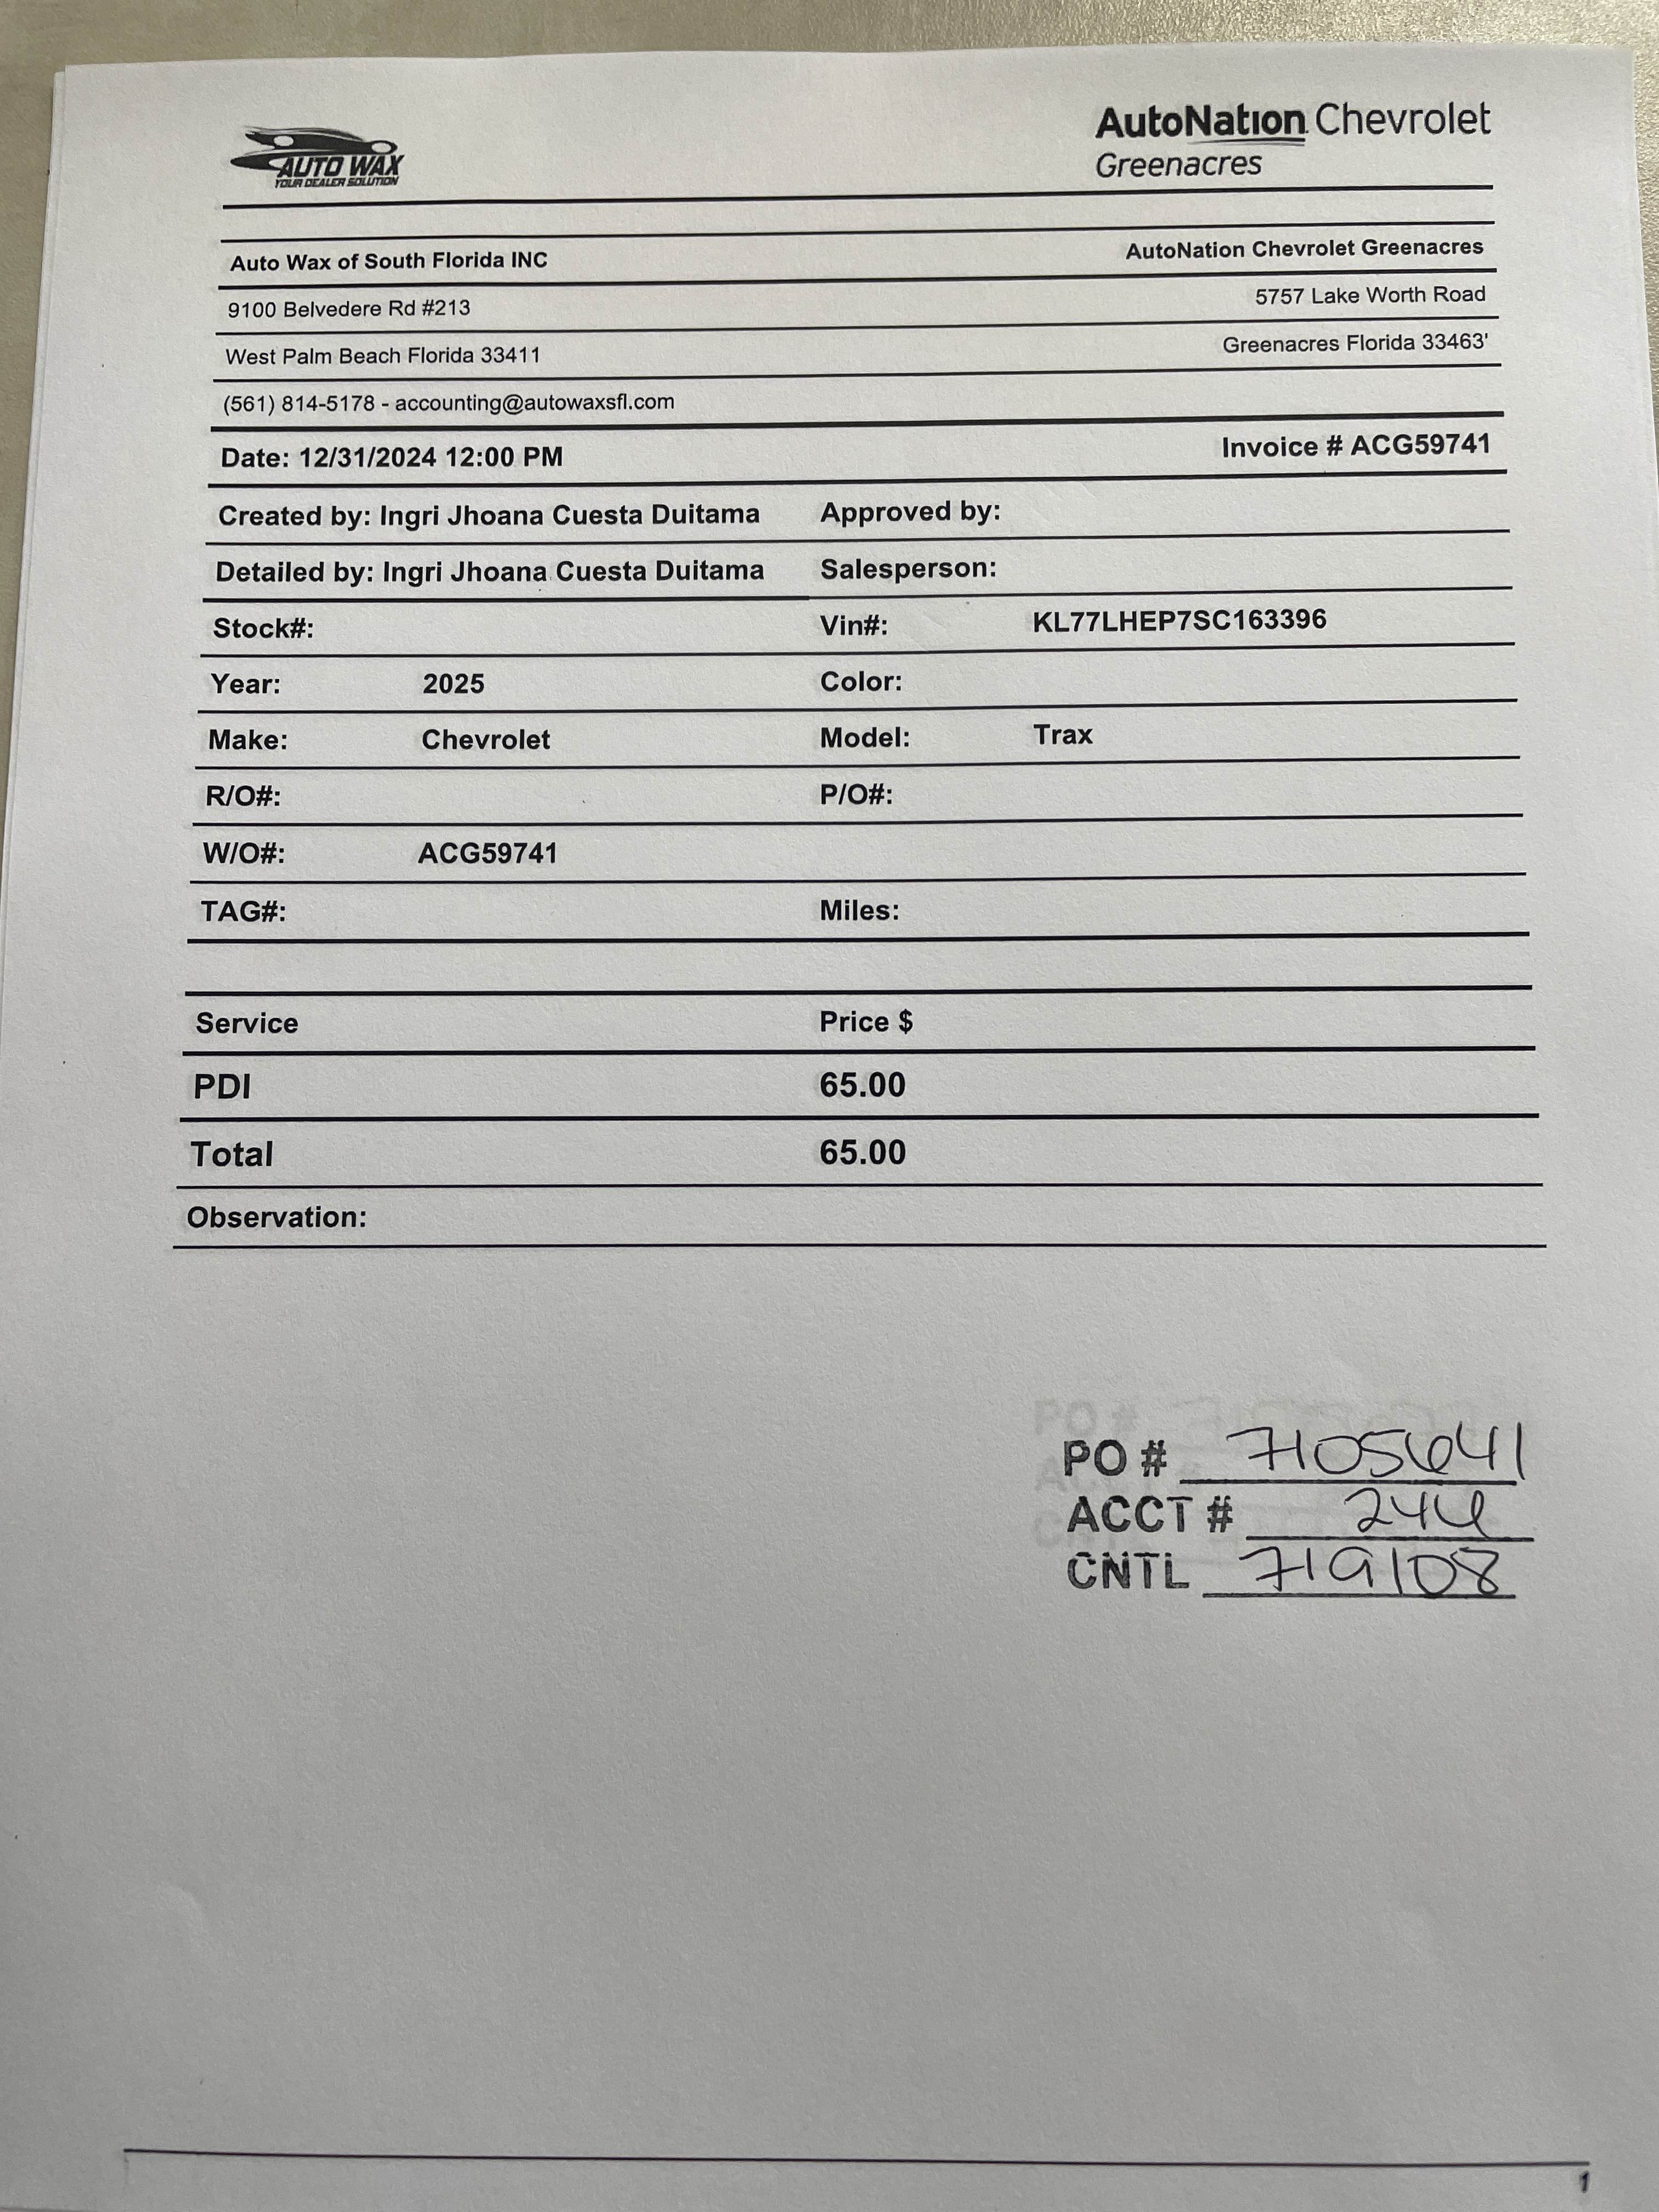 AUTO WAX
YOUR DEALER SOLUTION
AutoNation Chevrolet
Greenacres
Auto Wax of South Florida INC AutoNation Chevrolet Greenacres
9100 Belvedere Rd #213 5757 Lake Worth Road
West Palm Beach Florida 33411 Greenacres Florida 33463'
(561) 814-5178 - accounting@autowaxsfl.com
Date: 12/31/2024 12:00 PM Invoice # ACG59741
Created by: Ingri Jhoana Cuesta Duitama Approved by:
Detailed by: Ingri Jhoana Cuesta Duitama Salesperson:
Stock#: Vin#: KL77LHEP7SC163396
Year: 2025 Color:
Make: Chevrolet Model: Trax
R/O#: P/O#:
W/O#: ACG59741
TAG#: Miles:
Service Price $
PDI 65.00
Total 65.00
Observation:
PO # 7105641
ACCT # 246
CNTL 719108
1